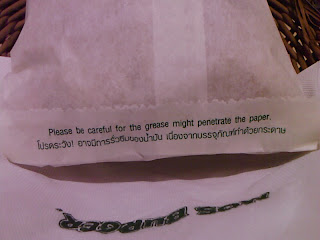 Please be careful for the grease might penetrate the paper.
โปรดระวัง! อาจมีการรั่วซึมของน้ำมัน เนื่องจากบรรจุภัณฑ์ทำด้วยกระดาษ